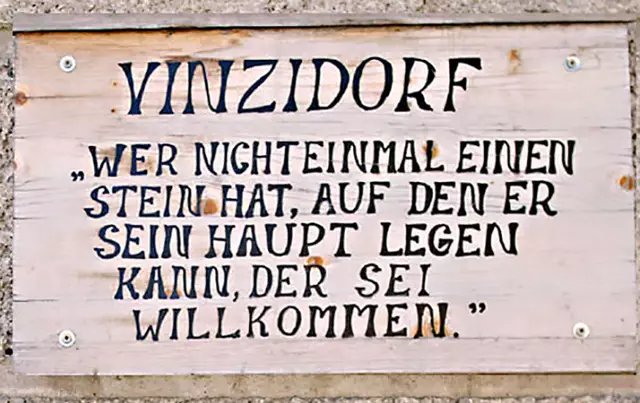 VINZIDORF
„WER NICHTEINMAL EINEN
STEIN HAT, AUF DEN ER
SEIN HAUPT LEGEN
KANN, DER SEI
WILLKOMMEN.”